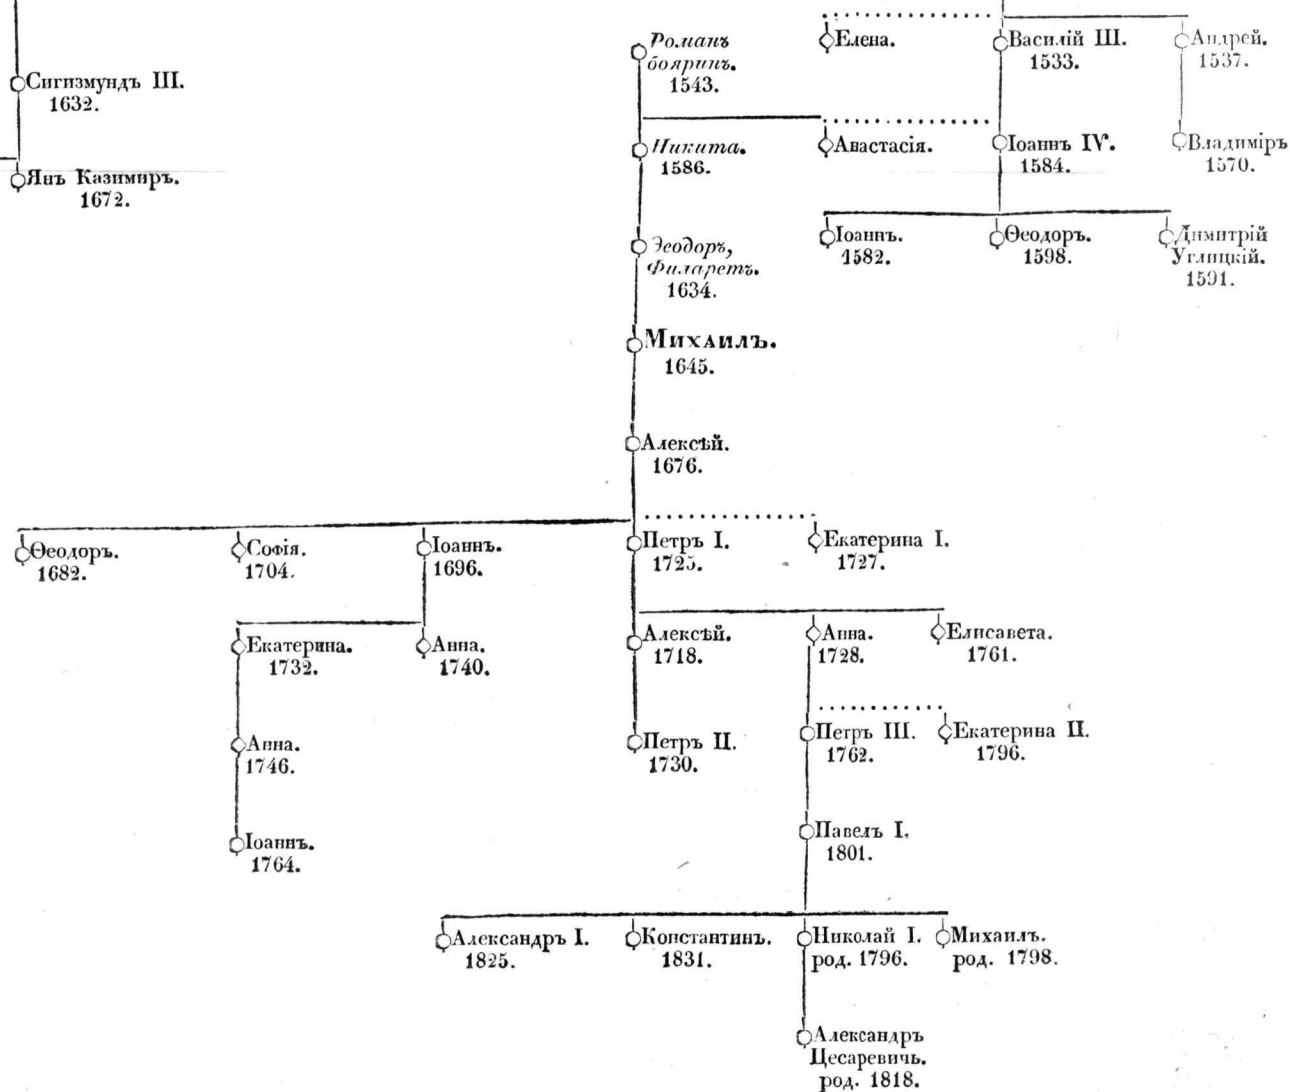 Романъ
бояринъ.
1543.
Елена.
Василій III.
1533.
Андрей.
1537.
Сигизмундъ III.
1632.
Никита.
1586.
Анастасія.
Іоаннъ IV.
1584.
Владиміръ
1570.
Янъ Казимиръ.
1672.
Ѳеодоръ,
Филаретъ.
1634.
Іоаннъ.
1582.
Ѳеодоръ.
1598.
Димитрій
Углицкій.
1591.
Михаилъ.
1645.
Алексѣй.
1676.
Ѳеодоръ.
1682.
Софія.
1704.
Іоаннъ.
1696.
Петръ I.
1725.
Екатерина I.
1727.
Екатерина.
1732.
Анна.
1740.
Алексѣй.
1718.
Анна.
1728.
Елисавета.
1761.
Анна.
1746.
Петръ II.
1730.
Петръ III.
1762.
Екатерина II.
1796.
Іоаннъ.
1764.
Павелъ I.
1801.
Александръ I.
1825.
Константинъ.
1831.
Николай I.
род. 1796.
Михаилъ.
род. 1798.
Александръ
Цесаревичь.
род. 1818.